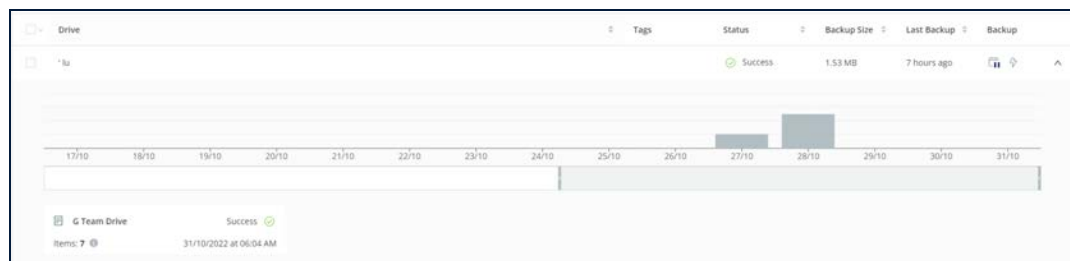 Drive Tags Status Backup Size Last Backup Backup
' lu Success 1.53 MB 7 hours ago
17/10 18/10 19/10 20/10 21/10 22/10 23/10 24/10 25/10 26/10 27/10 28/10 29/10 30/10 31/10
G Team Drive Success
Items: 7 31/10/2022 at 06:04 AM